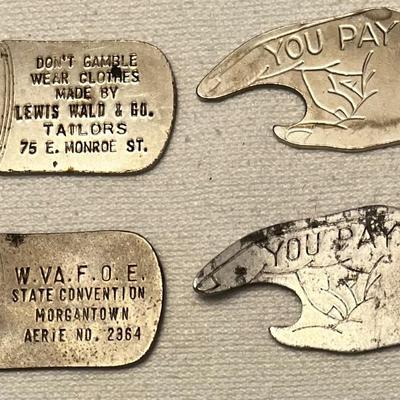 DON'T GAMBLE
WEAR CLOTHES
MADE BY
LEWIS WALD & CO.
TAILORS
75 E. MONROE ST.
YOU PAY
W.VA.F.O.E.
STATE CONVENTION
MORGANTOWN
AERIE NO. 2364
YOU PAY